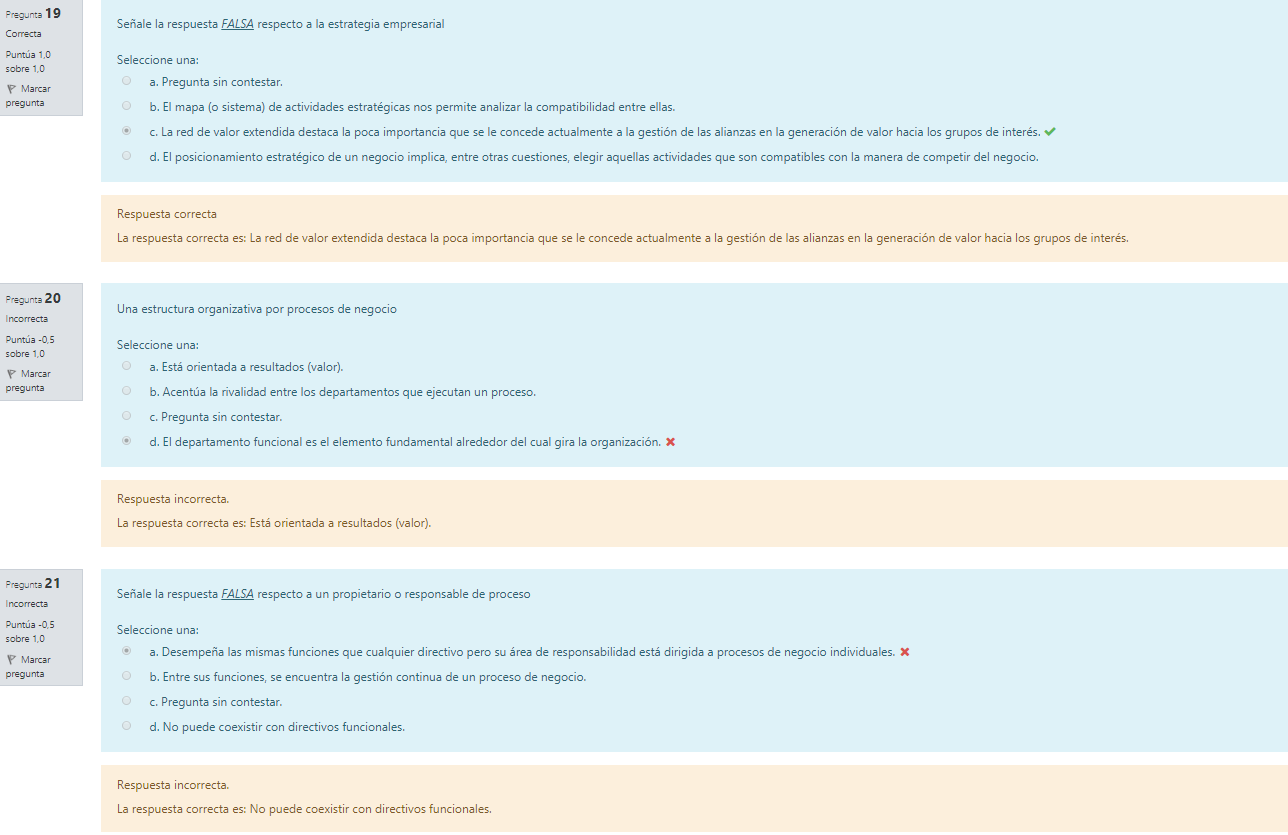 Pregunta 19
Correcta
Puntúa 1,0
sobre 1,0
Marcar
pregunta
Señale la respuesta FALSA respecto a la estrategia empresarial
Seleccione una:
a. Pregunta sin contestar.
b. El mapa (o sistema) de actividades estratégicas nos permite analizar la compatibilidad entre ellas.
c. La red de valor extendida destaca la poca importancia que se le concede actualmente a la gestión de las alianzas en la generación de valor hacia los grupos de interés.
d. El posicionamiento estratégico de un negocio implica, entre otras cuestiones, elegir aquellas actividades que son compatibles con la manera de competir del negocio.
Respuesta correcta
La respuesta correcta es: La red de valor extendida destaca la poca importancia que se le concede actualmente a la gestión de las alianzas en la generación de valor hacia los grupos de interés.
Pregunta 20
Incorrecta
Puntúa -0,5
sobre 1,0
Marcar
pregunta
Una estructura organizativa por procesos de negocio
Seleccione una:
a. Está orientada a resultados (valor).
b. Acentúa la rivalidad entre los departamentos que ejecutan un proceso.
c. Pregunta sin contestar.
d. El departamento funcional es el elemento fundamental alrededor del cual gira la organización.
Respuesta incorrecta.
La respuesta correcta es: Está orientada a resultados (valor).
Pregunta 21
Incorrecta
Puntúa -0,5
sobre 1,0
Marcar
pregunta
Señale la respuesta FALSA respecto a un propietario o responsable de proceso
Seleccione una:
a. Desempeña las mismas funciones que cualquier directivo pero su área de responsabilidad está dirigida a procesos de negocio individuales.
b. Entre sus funciones, se encuentra la gestión continua de un proceso de negocio.
c. Pregunta sin contestar.
d. No puede coexistir con directivos funcionales.
Respuesta incorrecta.
La respuesta correcta es: No puede coexistir con directivos funcionales.